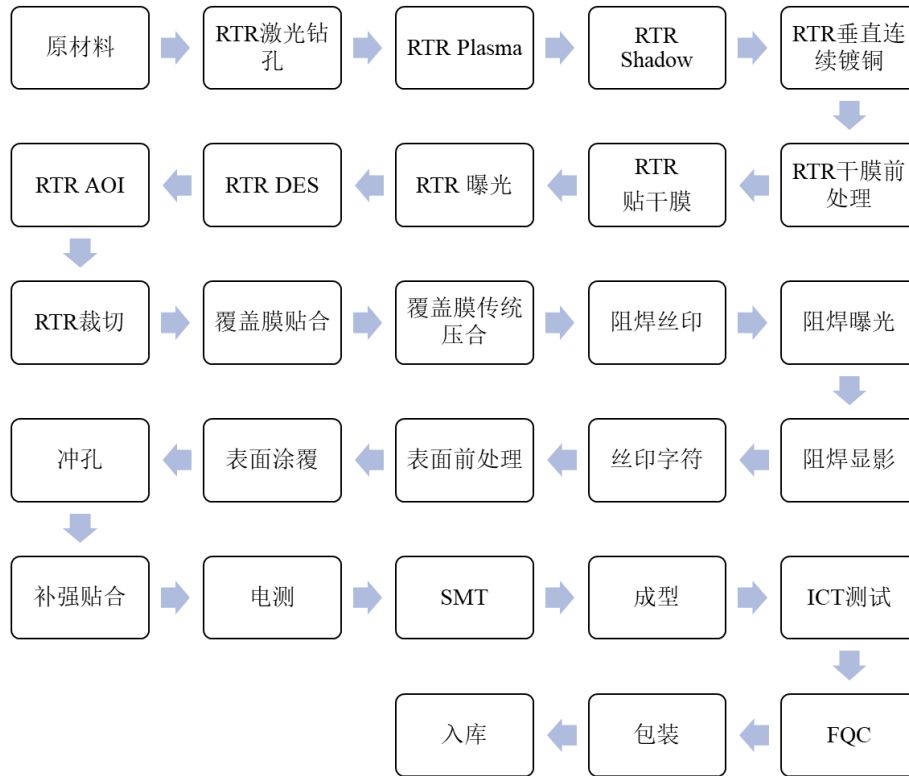 原材料
RTR激光钻
孔
RTR Plasma
RTR
Shadow
RTR垂直连
续镀铜
RTR干膜前
处理
RTR
贴干膜
RTR 曝光
RTR DES
RTR AOI
RTR裁切
覆盖膜贴合
覆盖膜传统
压合
阻焊丝印
阻焊曝光
阻焊显影
丝印字符
表面前处理
表面涂覆
冲孔
补强贴合
电测
SMT
成型
ICT测试
FQC
包装
入库